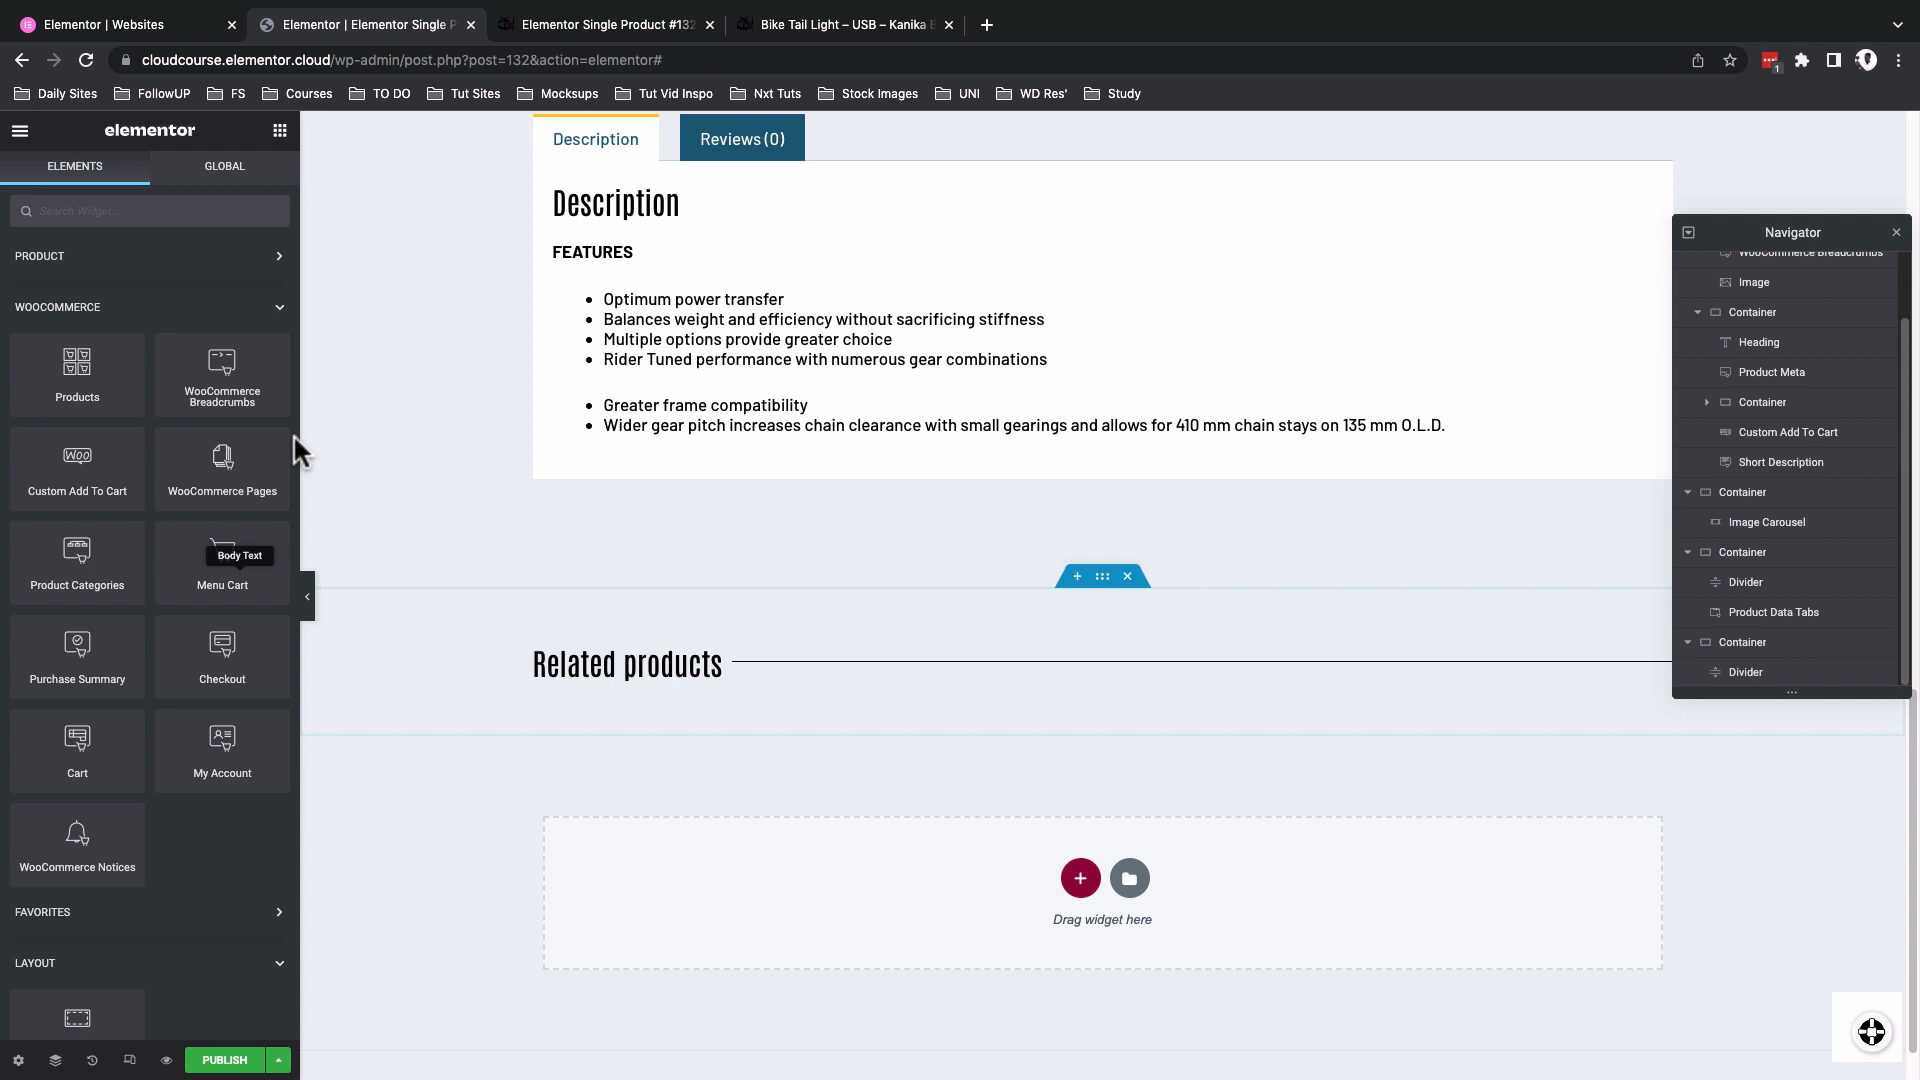 Elementor | Websites
Elementor | Elementor Single P
Elementor Single Product #132
Bike Tail Light – USB – Kanika B
cloudcourse.elementor.cloud/wp-admin/post.php?post=132&action=elementor#
1
Daily Sites
FollowUP
FS
Courses
TO DO
Tut Sites
Mocksups
Tut Vid Inspo
Nxt Tuts
Stock Images
UNI
WD Res'
Study
elementor
ELEMENTS
GLOBAL
Search Widget...
PRODUCT
WOOCOMMERCE
Products
WooCommerce
Breadcrumbs
Woo
Custom Add To Cart
WooCommerce Pages
Product Categories
Body Text
Menu Cart
Purchase Summary
Checkout
Cart
My Account
WooCommerce Notices
FAVORITES
LAYOUT
PUBLISH
Description
Reviews (0)
Description
FEATURES
• Optimum power transfer
• Balances weight and efficiency without sacrificing stiffness
• Multiple options provide greater choice
• Rider Tuned performance with numerous gear combinations
• Greater frame compatibility
• Wider gear pitch increases chain clearance with small gearings and allows for 410 mm chain stays on 135 mm O.L.D.
Related products
Drag widget here
Navigator
WooCommerce Breadcrumbs
Image
Container
Heading
Product Meta
Container
Custom Add To Cart
Short Description
Container
Image Carousel
Container
Divider
Product Data Tabs
Container
Divider